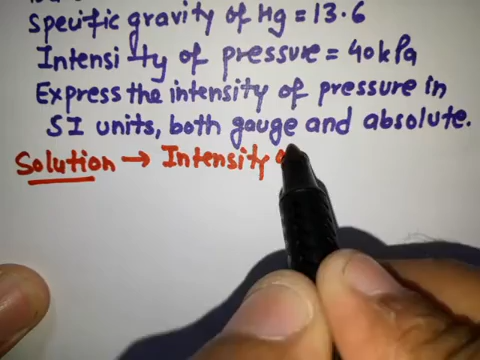 Specific gravity of Hg = 13.6
Intensity of pressure = 40 kPa
Express the intensity of pressure in
SI units, both gauge and absolute.
Solution → Intensity